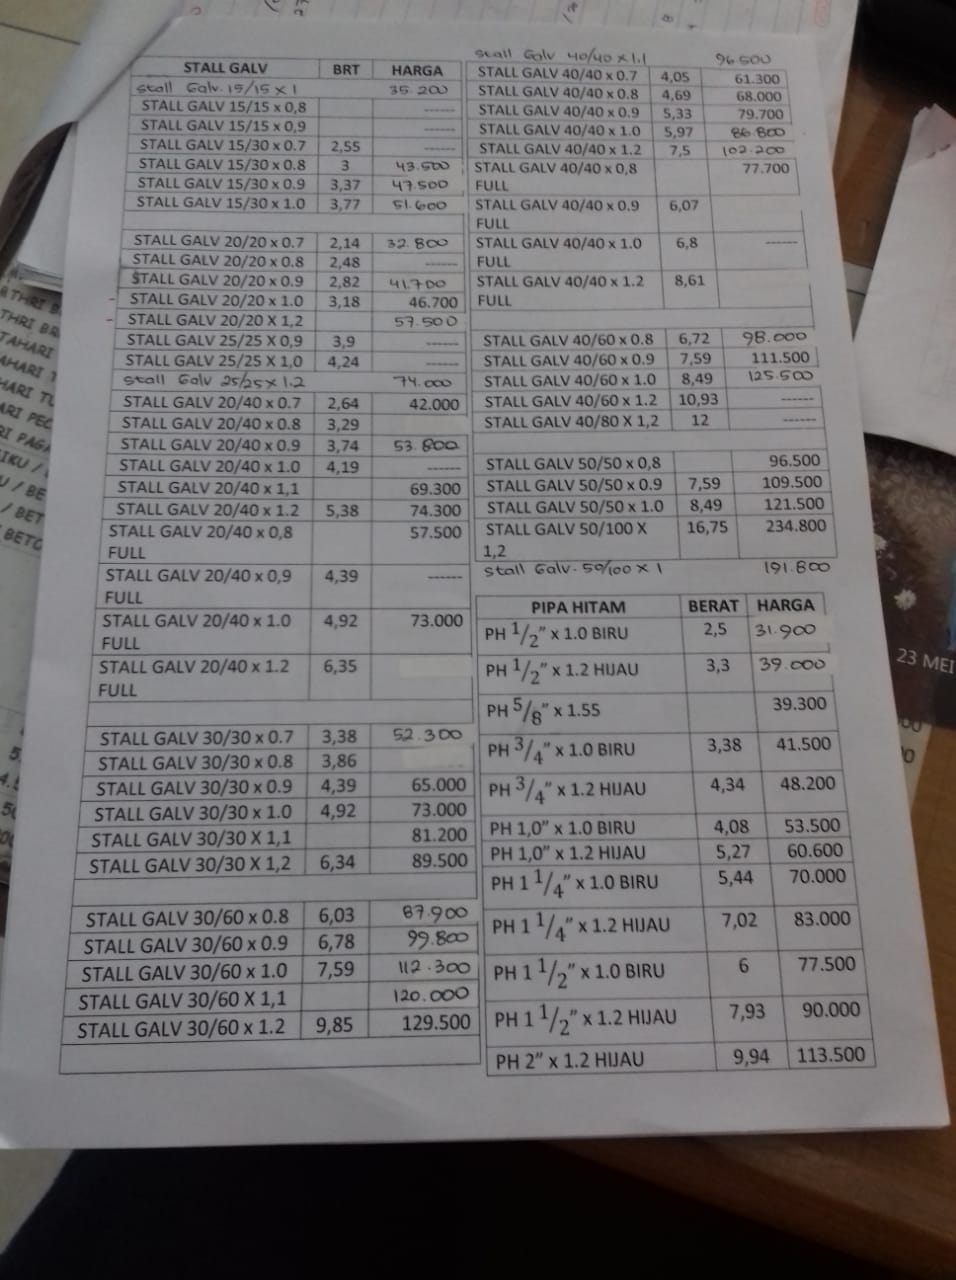 STALL GALV BRT HARGA
Stall Galv. 15/15 x 1 35.200
STALL GALV 15/15 x 0,8 ------
STALL GALV 15/15 x 0,9 ------
STALL GALV 15/30 x 0.7 2,55 ------
STALL GALV 15/30 x 0.8 3 43.500
STALL GALV 15/30 x 0.9 3,37 47.500
STALL GALV 15/30 x 1.0 3,77 51.600
STALL GALV 20/20 x 0.7 2,14 32.800
STALL GALV 20/20 x 0.8 2,48 ------
STALL GALV 20/20 x 0.9 2,82 41.700
STALL GALV 20/20 x 1.0 3,18 46.700
STALL GALV 20/20 X 1,2 57.500
STALL GALV 25/25 X 0,9 3,9 ------
STALL GALV 25/25 X 1,0 4,24 ------
Stall Galv 25/25 x 1.2 74.000
STALL GALV 20/40 x 0.7 2,64 42.000
STALL GALV 20/40 x 0.8 3,29
STALL GALV 20/40 x 0.9 3,74 53.800
STALL GALV 20/40 x 1.0 4,19 ------
STALL GALV 20/40 x 1,1 69.300
STALL GALV 20/40 x 1.2 5,38 74.300
STALL GALV 20/40 x 0,8 57.500
FULL
STALL GALV 20/40 x 0,9 4,39 ------
FULL
STALL GALV 20/40 x 1.0 4,92 73.000
FULL
STALL GALV 20/40 x 1.2 6,35
FULL
STALL GALV 30/30 x 0.7 3,38 52.300
STALL GALV 30/30 x 0.8 3,86
STALL GALV 30/30 x 0.9 4,39 65.000
STALL GALV 30/30 x 1.0 4,92 73.000
STALL GALV 30/30 X 1,1 81.200
STALL GALV 30/30 X 1,2 6,34 89.500
STALL GALV 30/60 x 0.8 6,03 87.900
STALL GALV 30/60 x 0.9 6,78 99.800
STALL GALV 30/60 x 1.0 7,59 112.300
STALL GALV 30/60 X 1,1 120.000
STALL GALV 30/60 x 1.2 9,85 129.500
Stall Galv 40/40 x 1.1 96.500
STALL GALV 40/40 x 0.7 4,05 61.300
STALL GALV 40/40 x 0.8 4,69 68.000
STALL GALV 40/40 x 0.9 5,33 79.700
STALL GALV 40/40 x 1.0 5,97 86.800
STALL GALV 40/40 x 1.2 7,5 102.200
STALL GALV 40/40 x 0,8 77.700
FULL
STALL GALV 40/40 x 0.9 6,07
FULL
STALL GALV 40/40 x 1.0 6,8 ------
FULL
STALL GALV 40/40 x 1.2 8,61
FULL
STALL GALV 40/60 x 0.8 6,72 98.000
STALL GALV 40/60 x 0.9 7,59 111.500
STALL GALV 40/60 x 1.0 8,49 125.500
STALL GALV 40/60 x 1.2 10,93 ------
STALL GALV 40/80 X 1,2 12 ------
STALL GALV 50/50 x 0,8 96.500
STALL GALV 50/50 x 0.9 7,59 109.500
STALL GALV 50/50 x 1.0 8,49 121.500
STALL GALV 50/100 X 16,75 234.800
1,2
Stall Galv. 50/100 x 1 191.800
PIPA HITAM BERAT HARGA
PH 1/2” x 1.0 BIRU 2,5 31.900
PH 1/2” x 1.2 HIJAU 3,3 39.000
PH 5/8” x 1.55 39.300
PH 3/4” x 1.0 BIRU 3,38 41.500
PH 3/4” x 1.2 HIJAU 4,34 48.200
PH 1,0” x 1.0 BIRU 4,08 53.500
PH 1,0” x 1.2 HIJAU 5,27 60.600
PH 1 1/4” x 1.0 BIRU 5,44 70.000
PH 1 1/4” x 1.2 HIJAU 7,02 83.000
PH 1 1/2” x 1.0 BIRU 6 77.500
PH 1 1/2” x 1.2 HIJAU 7,93 90.000
PH 2” x 1.2 HIJAU 9,94 113.500
23 MEI